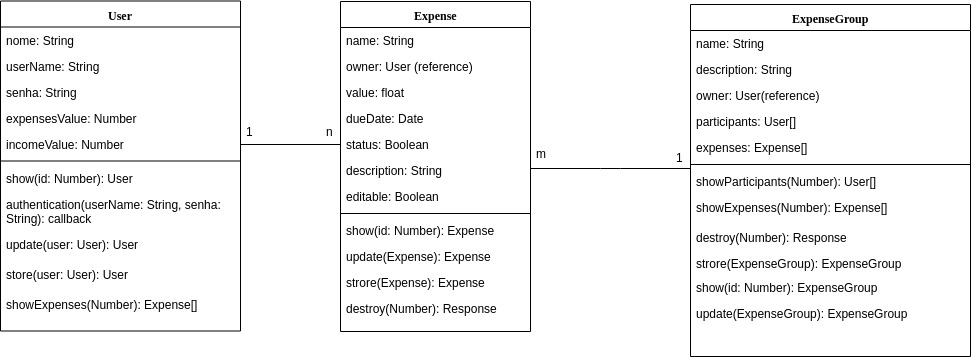 User
nome: String
userName: String
senha: String
expensesValue: Number
incomeValue: Number
show(id: Number): User
authentication(userName: String, senha:
String): callback
update(user: User): User
store(user: User): User
showExpenses(Number): Expense[]
1
n
Expense
name: String
owner: User (reference)
value: float
dueDate: Date
status: Boolean
description: String
editable: Boolean
show(id: Number): Expense
update(Expense): Expense
strore(Expense): Expense
destroy(Number): Response
m
1
ExpenseGroup
name: String
description: String
owner: User(reference)
participants: User[]
expenses: Expense[]
showParticipants(Number): User[]
showExpenses(Number): Expense[]
destroy(Number): Response
strore(ExpenseGroup): ExpenseGroup
show(id: Number): ExpenseGroup
update(ExpenseGroup): ExpenseGroup